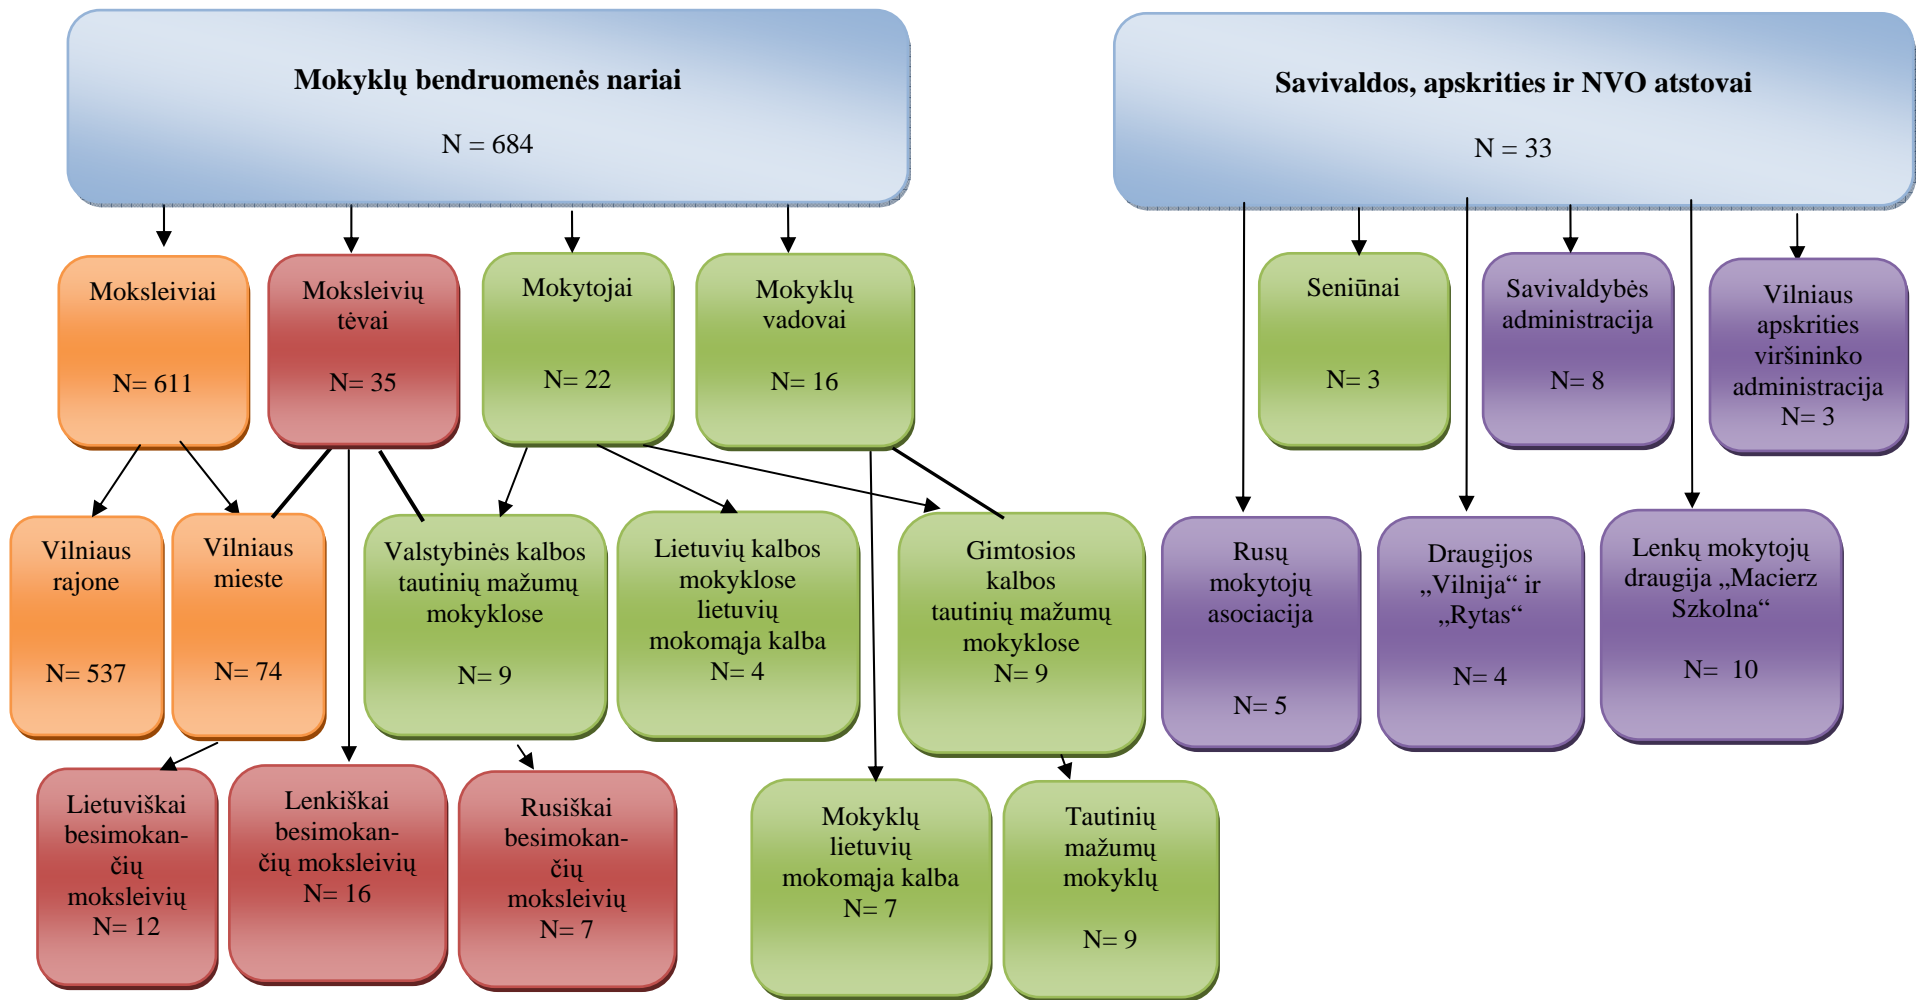 Mokyklų bendruomenės nariai
N = 684
Savivaldos, apskrities ir NVO atstovai
N = 33
Moksleiviai
N= 611
Moksleivių
tėvai
N= 35
Mokytojai
N= 22
Mokyklų
vadovai
N= 16
Seniūnai
N= 3
Savivaldybės
administracija
N= 8
Vilniaus
apskrities
viršininko
administracija
N= 3
Vilniaus
rajone
N= 537
Vilniaus
mieste
N= 74
Valstybinės kalbos
tautinių mažumų
mokyklose
N= 9
Lietuvių kalbos
mokyklose
lietuvių
mokomąja kalba
N= 4
Gimtosios
kalbos
tautinių mažumų
mokyklose
N= 9
Rusų
mokytojų
asociacija
N= 5
Draugijos
„Vilnija“ ir
„Rytas“
N= 4
Lenkų mokytojų
draugija „Macierz
Szkolna“
N=  10
Lietuviškai
besimokan-
čių
moksleivių
N= 12
Lenkiškai
besimokan-
čių moksleivių
N= 16
Rusiškai
besimokan-
čių
moksleivių
N= 7
Mokyklų
lietuvių
mokomąja kalba
N= 7
Tautinių
mažumų
mokyklų
N= 9